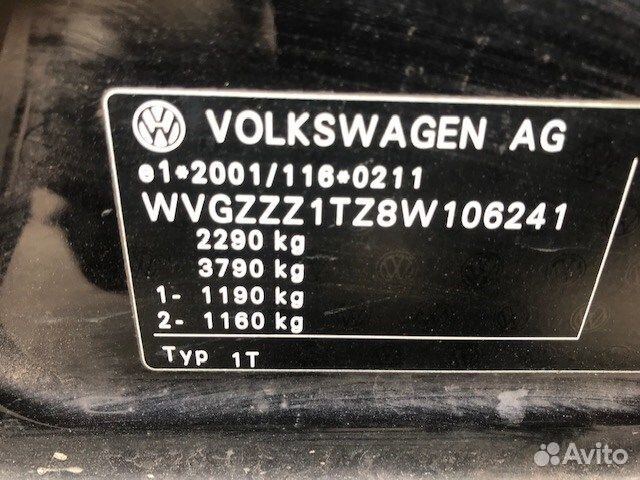 VOLKSWAGEN AG
e1*2001/116*0211
WVGZZZ1TZ8W106241
2290 kg
3790 kg
1- 1190 kg
2- 1160 kg
Typ 1T
Avito